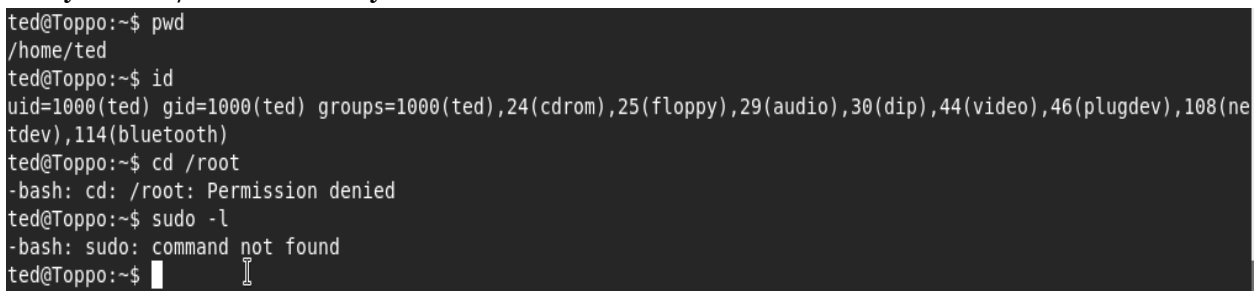 ted@Toppo:~$ pwd
/home/ted
ted@Toppo:~$ id
uid=1000(ted) gid=1000(ted) groups=1000(ted),24(cdrom),25(floppy),29(audio),30(dip),44(video),46(plugdev),108(ne
tdev),114(bluetooth)
ted@Toppo:~$ cd /root
-bash: cd: /root: Permission denied
ted@Toppo:~$ sudo -l
-bash: sudo: command not found
ted@Toppo:~$